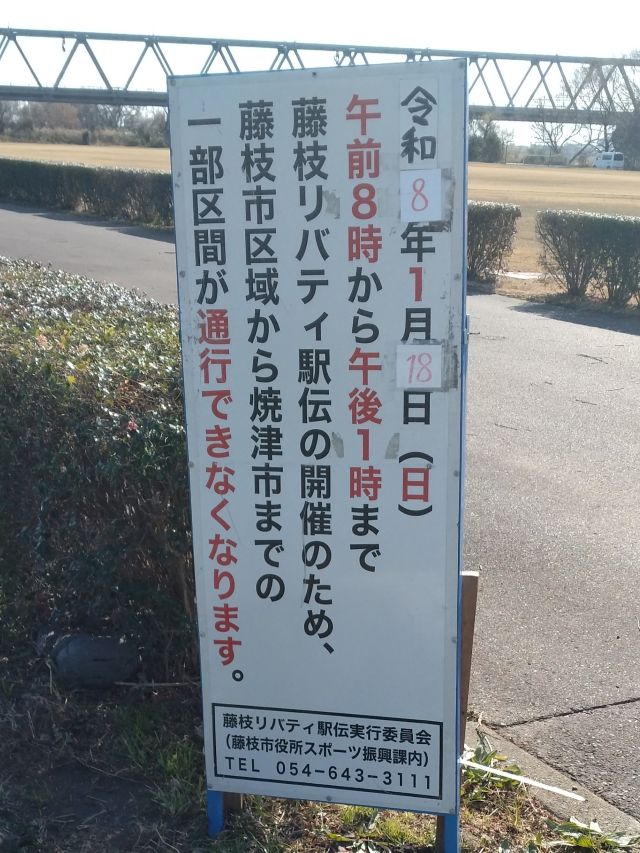 令和8年1月18日（日）
午前8時から午後1時まで
藤枝リバティ駅伝の開催のため、
藤枝市区域から焼津市までの
一部区間が通行できなくなります。
藤枝リバティ駅伝実行委員会
（藤枝市役所スポーツ振興課内）
TEL 054-643-3111